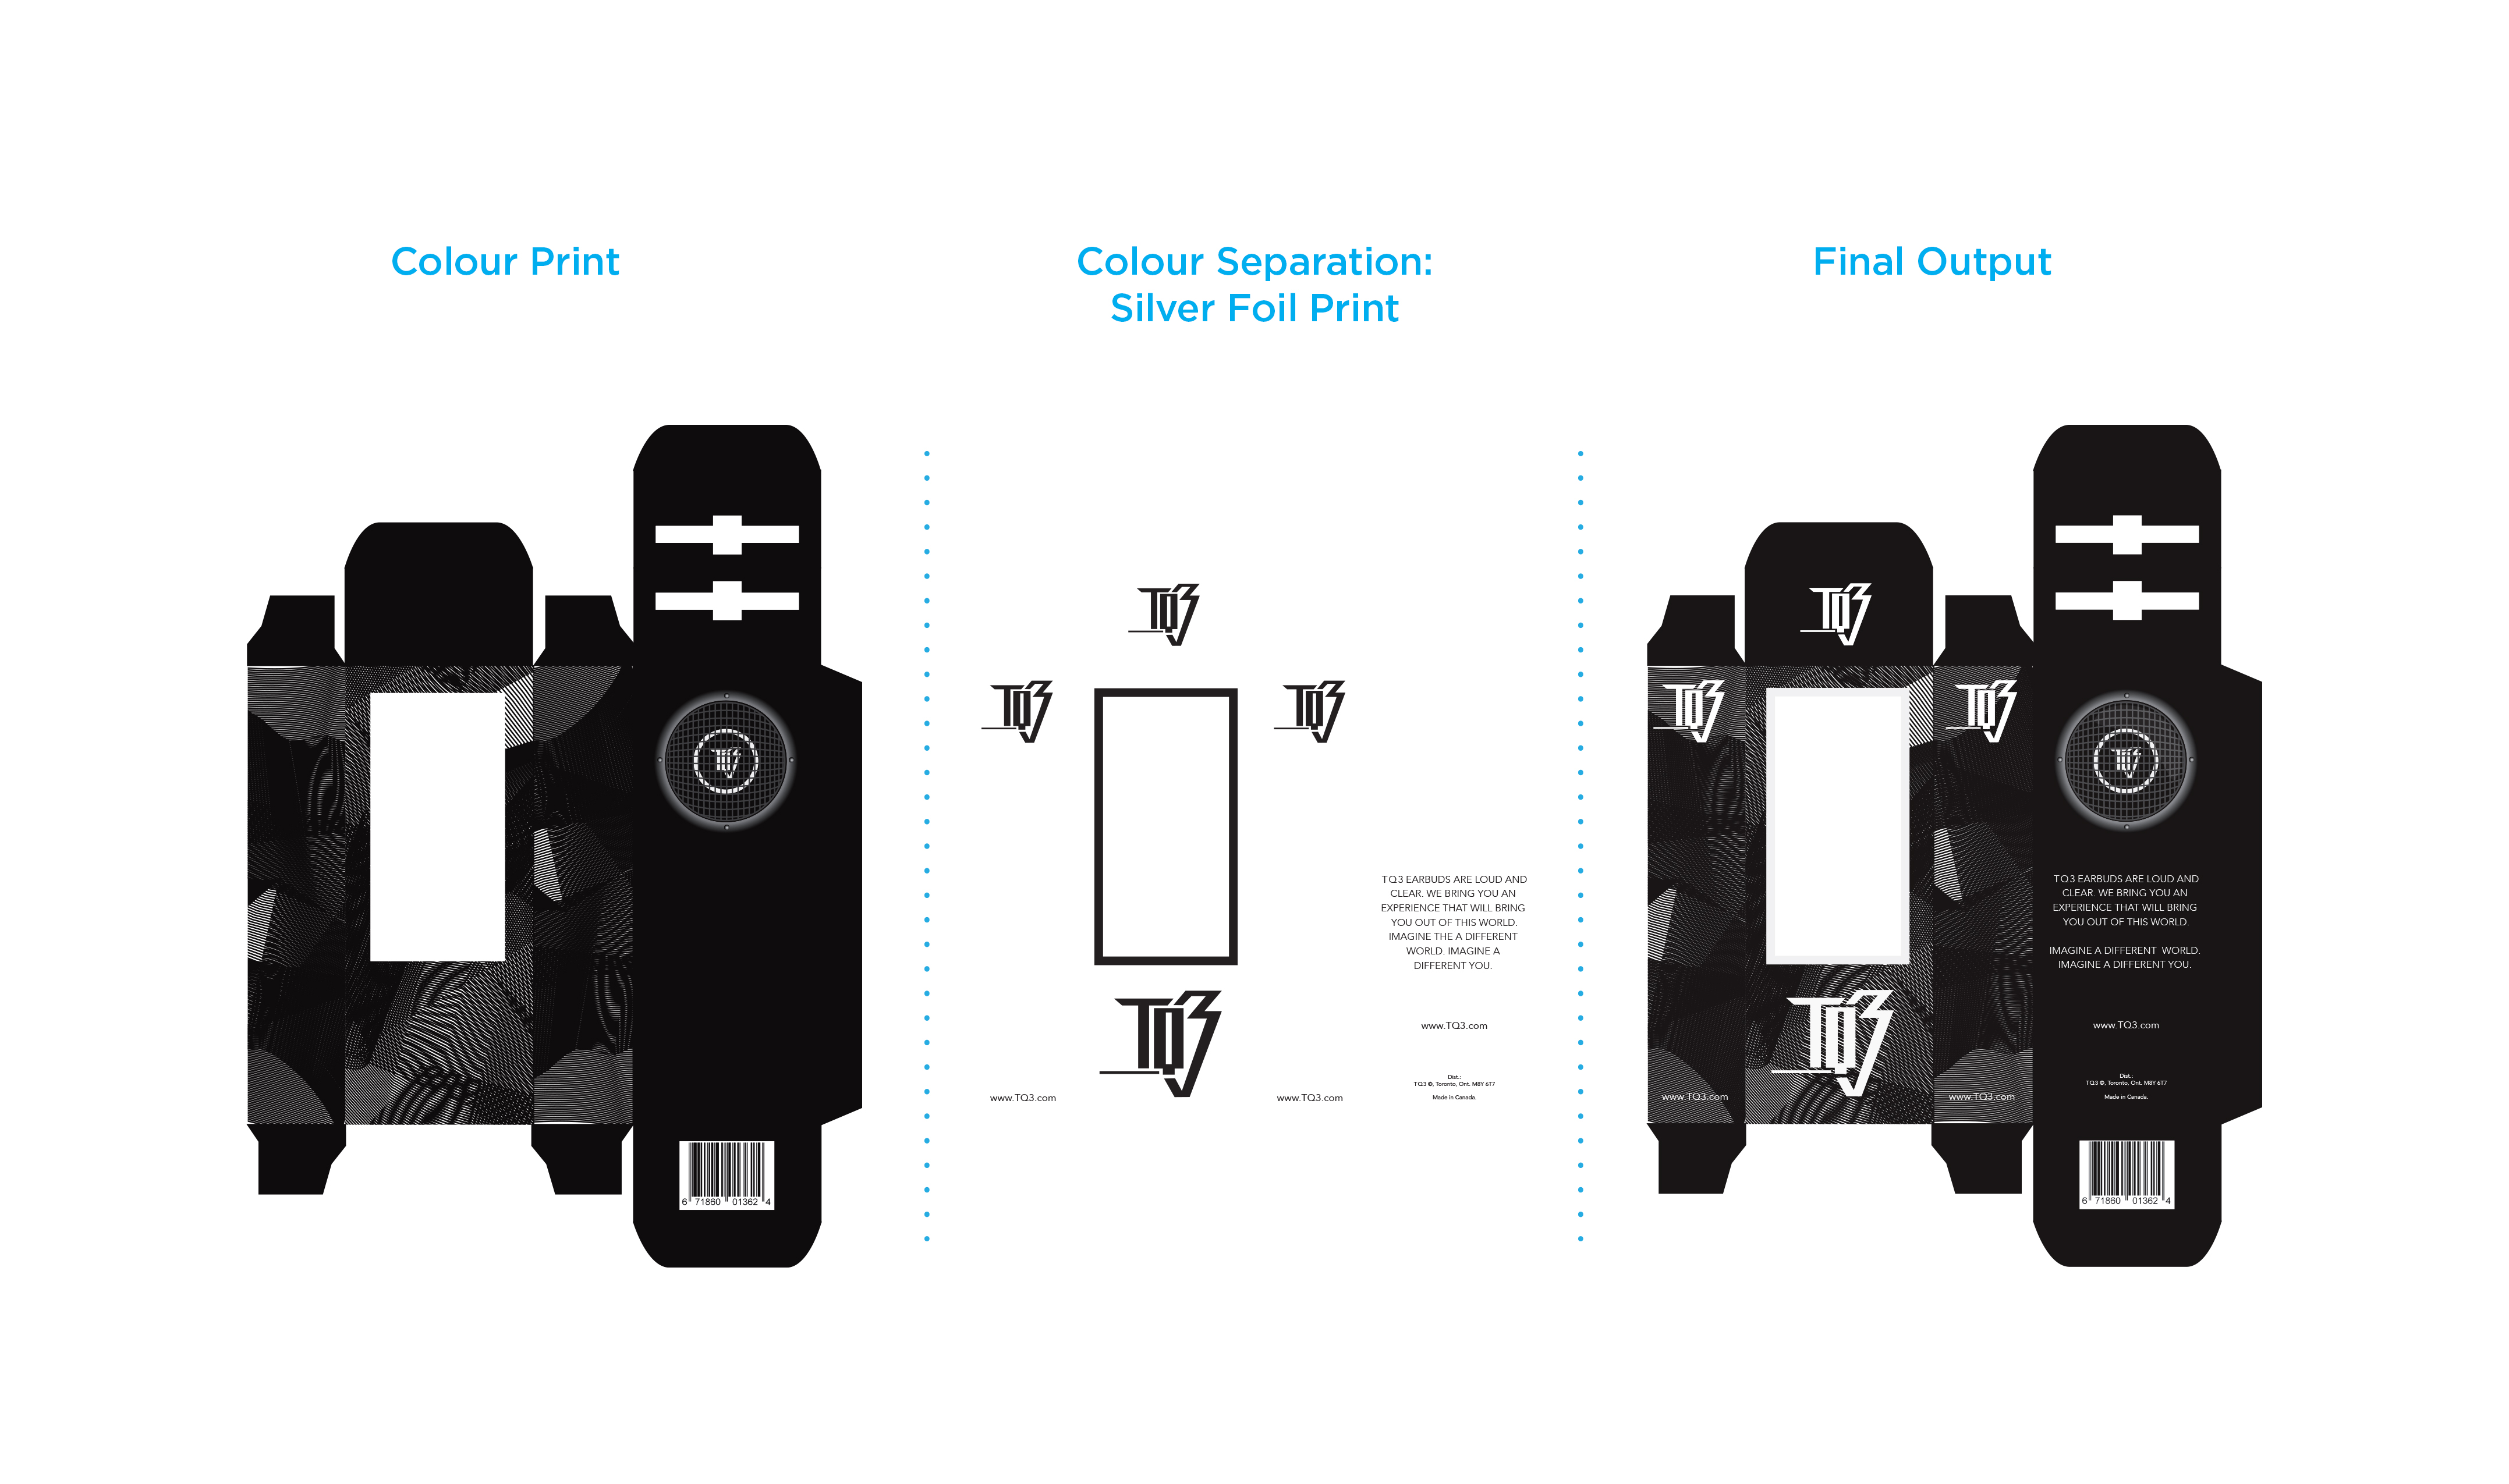 Colour Print
Colour Separation:
Silver Foil Print
Final Output
TQ3
6 71860 01362 4
TQ3
TQ3
TQ3
TQ3
TQ3 EARBUDS ARE LOUD AND
CLEAR. WE BRING YOU AN
EXPERIENCE THAT WILL BRING
YOU OUT OF THIS WORLD.
IMAGINE THE A DIFFERENT
WORLD. IMAGINE A
DIFFERENT YOU.
www.TQ3.com
Dist.:
TQ3 ©, Toronto, Ont. M8Y 6T7
Made in Canada.
www.TQ3.com
www.TQ3.com
TQ3
TQ3
TQ3
TQ3
TQ3
TQ3 EARBUDS ARE LOUD AND
CLEAR. WE BRING YOU AN
EXPERIENCE THAT WILL BRING
YOU OUT OF THIS WORLD.
IMAGINE A DIFFERENT WORLD.
IMAGINE A DIFFERENT YOU.
www.TQ3.com
Dist.:
TQ3 ©, Toronto, Ont. M8Y 6T7
Made in Canada.
www.TQ3.com
www.TQ3.com
6 71860 01362 4